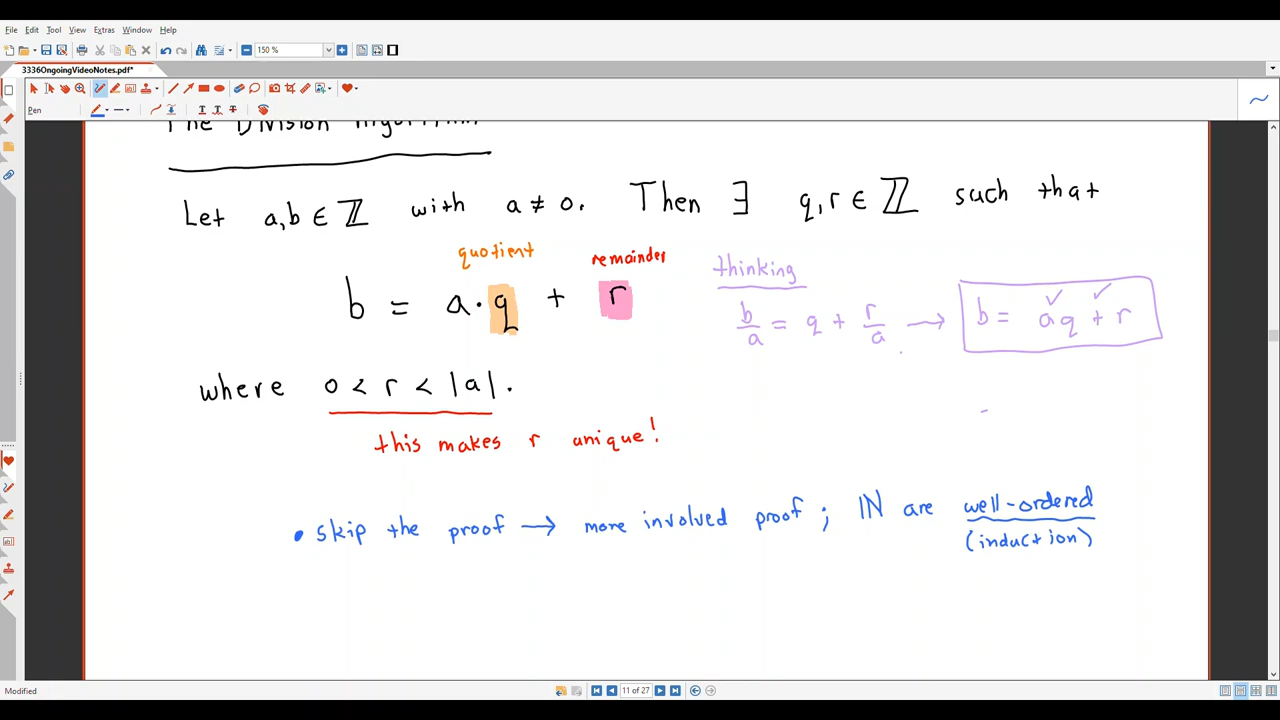 File Edit Tool View Extras Window Help
150 %
3336OngoingVideoNotes.pdf*
Pen
The Division Algorithm
Let a, b ∈ ℤ with a ≠ 0. Then ∃ q, r ∈ ℤ such that
quotient remainder
b = a · q + r
thinking
b/a = q + r/a → b = aq + r
where 0 < r < |a|.
this makes r unique!
• skip the proof → more involved proof ; ℕ are well-ordered
(induction)
Modified
11 of 27